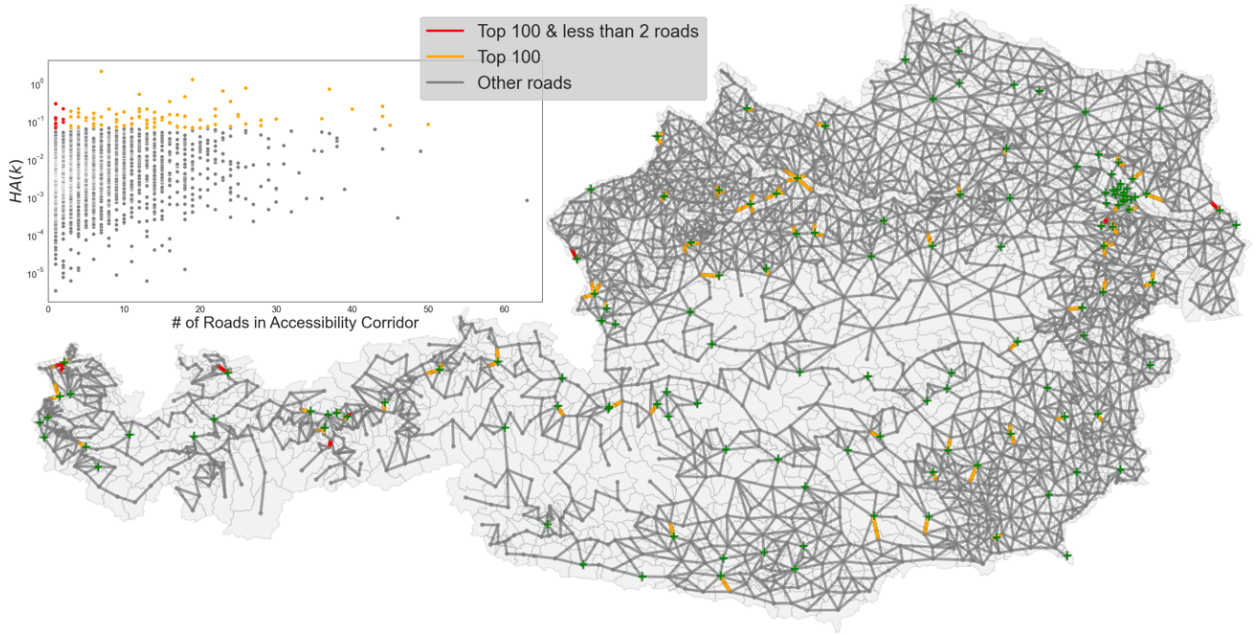 Top 100 & less than 2 roads
Top 100
Other roads
HA(k)
10⁰
10⁻¹
10⁻²
10⁻³
10⁻⁴
10⁻⁵
0 10 20 30 40 50 60
# of Roads in Accessibility Corridor